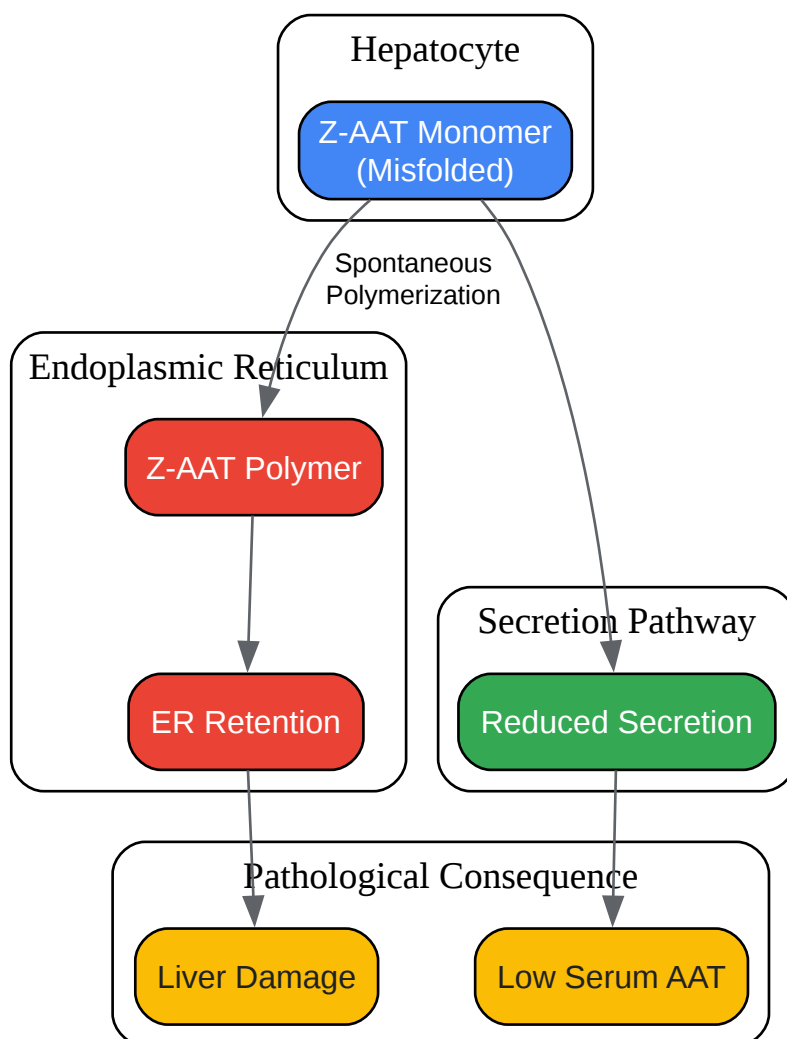 Hepatocyte
Z-AAT Monomer
(Misfolded)
Spontaneous
Polymerization
Endoplasmic Reticulum
Z-AAT Polymer
ER Retention
Secretion Pathway
Reduced Secretion
Pathological Consequence
Liver Damage
Low Serum AAT